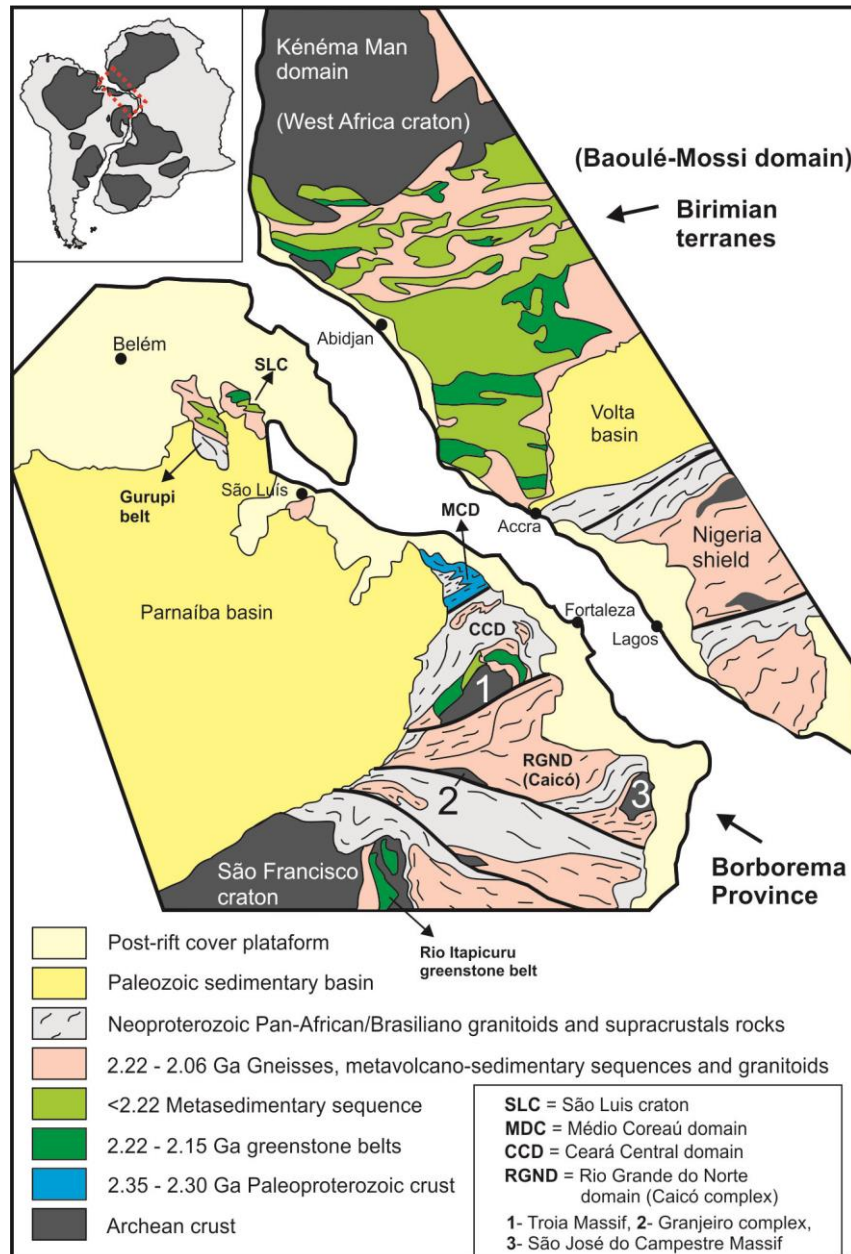 Kénéma Man
domain
(West Africa craton)
(Baoulé-Mossi domain)
Birimian
terranes
Belém
SLC
Abidjan
Volta
basin
Gurupi
belt
São Luís
MCD
Accra
Nigeria
shield
Parnaíba basin
CCD
Fortaleza
Lagos
1
RGND
(Caicó)
2
3
São Francisco
craton
Borborema
Province
Rio Itapicuru
greenstone belt
Post-rift cover plataform
Paleozoic sedimentary basin
Neoproterozoic Pan-African/Brasiliano granitoids and supracrustals rocks
2.22 - 2.06 Ga Gneisses, metavolcano-sedimentary sequences and granitoids
<2.22 Metasedimentary sequence
2.22 - 2.15 Ga greenstone belts
2.35 - 2.30 Ga Paleoproterozoic crust
Archean crust
SLC = São Luis craton
MDC = Médio Coreaú domain
CCD = Ceará Central domain
RGND = Rio Grande do Norte
domain (Caicó complex)
1- Troia Massif, 2- Granjeiro complex,
3- São José do Campestre Massif